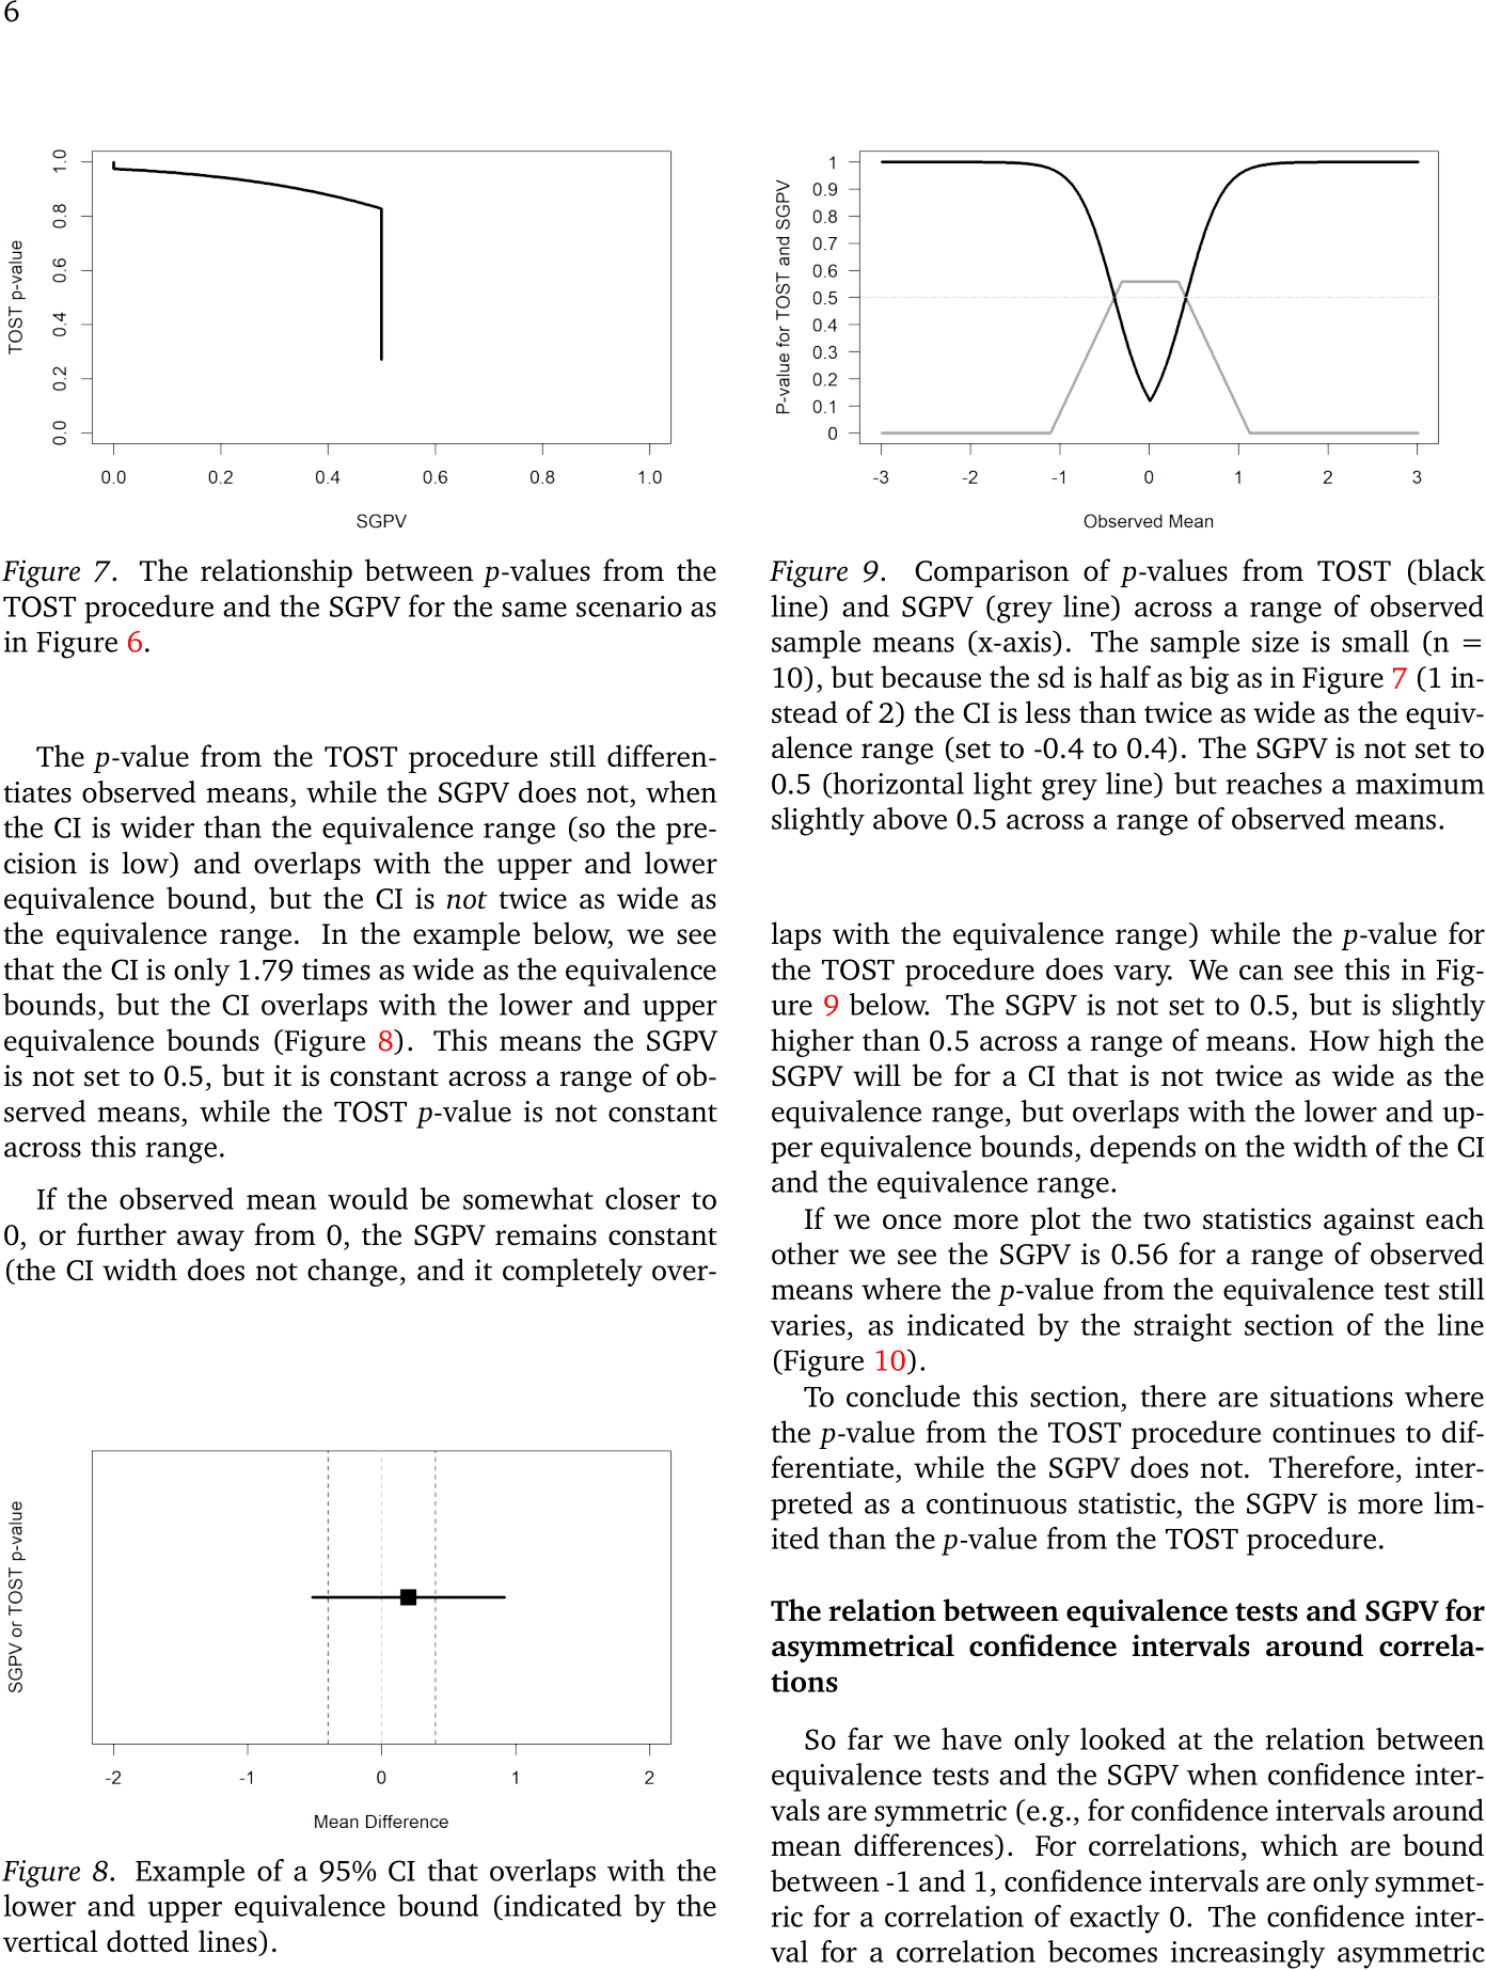 6
1.0
0.8
0.6
0.4
0.2
0.0
TOST p-value
0.0 0.2 0.4 0.6 0.8 1.0
SGPV
Figure 7. The relationship between p-values from the
TOST procedure and the SGPV for the same scenario as
in Figure 6.
The p-value from the TOST procedure still differen-
tiates observed means, while the SGPV does not, when
the CI is wider than the equivalence range (so the pre-
cision is low) and overlaps with the upper and lower
equivalence bound, but the CI is not twice as wide as
the equivalence range. In the example below, we see
that the CI is only 1.79 times as wide as the equivalence
bounds, but the CI overlaps with the lower and upper
equivalence bounds (Figure 8). This means the SGPV
is not set to 0.5, but it is constant across a range of ob-
served means, while the TOST p-value is not constant
across this range.
If the observed mean would be somewhat closer to
0, or further away from 0, the SGPV remains constant
(the CI width does not change, and it completely over-
SGPV or TOST p-value
-2 -1 0 1 2
Mean Difference
Figure 8. Example of a 95% CI that overlaps with the
lower and upper equivalence bound (indicated by the
vertical dotted lines).
1
0.9
0.8
0.7
0.6
0.5
0.4
0.3
0.2
0.1
0
P-value for TOST and SGPV
-3 -2 -1 0 1 2 3
Observed Mean
Figure 9. Comparison of p-values from TOST (black
line) and SGPV (grey line) across a range of observed
sample means (x-axis). The sample size is small (n =
10), but because the sd is half as big as in Figure 7 (1 in-
stead of 2) the CI is less than twice as wide as the equiv-
alence range (set to -0.4 to 0.4). The SGPV is not set to
0.5 (horizontal light grey line) but reaches a maximum
slightly above 0.5 across a range of observed means.
laps with the equivalence range) while the p-value for
the TOST procedure does vary. We can see this in Fig-
ure 9 below. The SGPV is not set to 0.5, but is slightly
higher than 0.5 across a range of means. How high the
SGPV will be for a CI that is not twice as wide as the
equivalence range, but overlaps with the lower and up-
per equivalence bounds, depends on the width of the CI
and the equivalence range.
If we once more plot the two statistics against each
other we see the SGPV is 0.56 for a range of observed
means where the p-value from the equivalence test still
varies, as indicated by the straight section of the line
(Figure 10).
To conclude this section, there are situations where
the p-value from the TOST procedure continues to dif-
ferentiate, while the SGPV does not. Therefore, inter-
preted as a continuous statistic, the SGPV is more lim-
ited than the p-value from the TOST procedure.
The relation between equivalence tests and SGPV for
asymmetrical confidence intervals around correla-
tions
So far we have only looked at the relation between
equivalence tests and the SGPV when confidence inter-
vals are symmetric (e.g., for confidence intervals around
mean differences). For correlations, which are bound
between -1 and 1, confidence intervals are only symmet-
ric for a correlation of exactly 0. The confidence inter-
val for a correlation becomes increasingly asymmetric